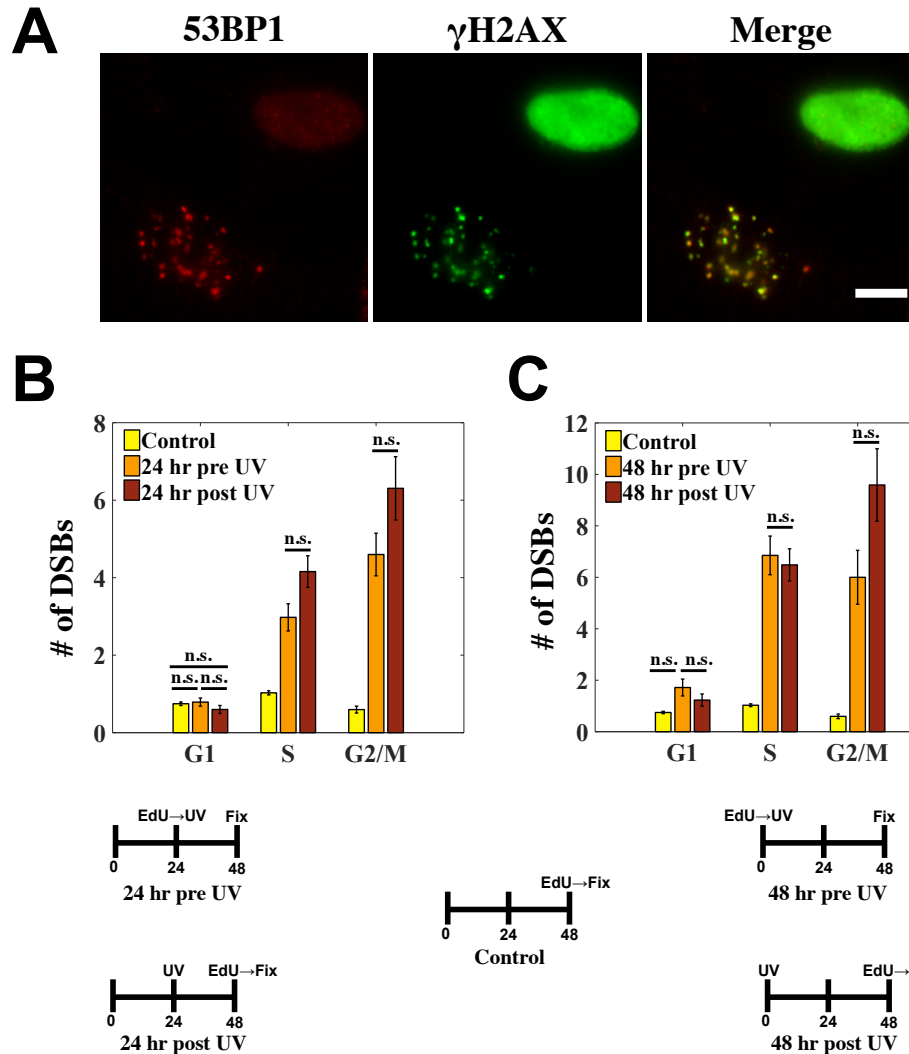 A
53BP1 γH2AX Merge
B
8
6
4
2
0
# of DSBs
Control
24 hr pre UV
24 hr post UV
n.s.
n.s.
n.s.
n.s. n.s.
G1 S G2/M
C
12
10
8
6
4
2
0
# of DSBs
Control
48 hr pre UV
48 hr post UV
n.s.
n.s.
n.s. n.s.
G1 S G2/M
EdU→UV Fix
0 24 48
24 hr pre UV
UV EdU→Fix
0 24 48
24 hr post UV
EdU→Fix
0 24 48
Control
EdU→UV Fix
0 24 48
48 hr pre UV
UV EdU→
0 24 48
48 hr post UV